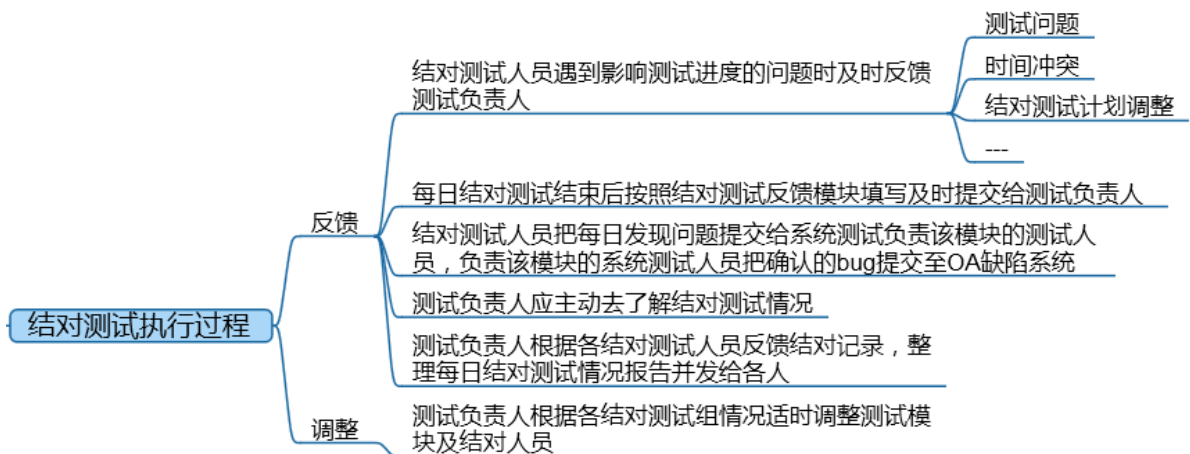 测试问题
结对测试人员遇到影响测试进度的问题时及时反馈
测试负责人
时间冲突
结对测试计划调整
---
每日结对测试结束后按照结对测试反馈模块填写及时提交给测试负责人
反馈
结对测试人员把每日发现问题提交给系统测试负责该模块的测试人
员，负责该模块的系统测试人员把确认的bug提交至OA缺陷系统
测试负责人应主动去了解结对测试情况
结对测试执行过程
测试负责人根据各结对测试人员反馈结对记录，整
理每日结对测试情况报告并发给各人
调整
测试负责人根据各结对测试组情况适时调整测试模
块及结对人员